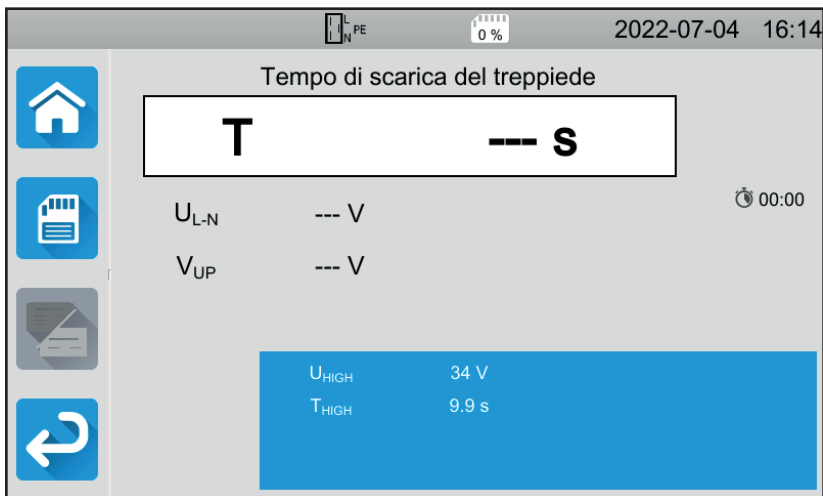 L
N PE 0 % 2022-07-04 16:14
Tempo di scarica del treppiede
T --- s
00:00
UL-N --- V
VUP --- V
UHIGH 34 V
THIGH 9.9 s